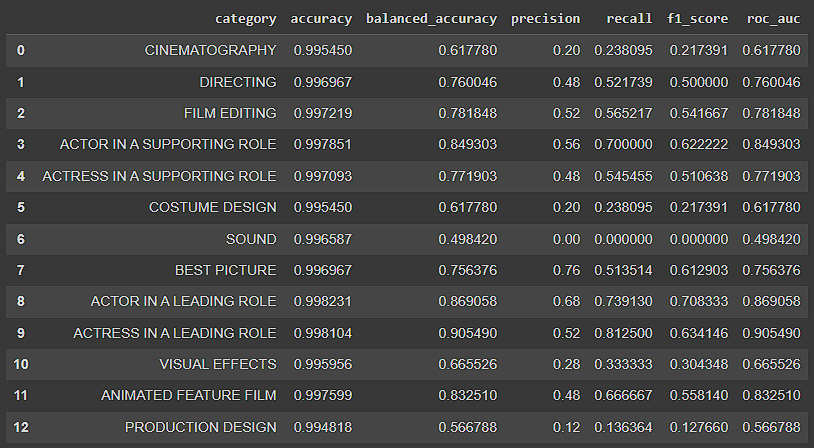 category accuracy balanced_accuracy precision recall f1_score roc_auc
0 CINEMATOGRAPHY 0.995450 0.617780 0.20 0.238095 0.217391 0.617780
1 DIRECTING 0.996967 0.760046 0.48 0.521739 0.500000 0.760046
2 FILM EDITING 0.997219 0.781848 0.52 0.565217 0.541667 0.781848
3 ACTOR IN A SUPPORTING ROLE 0.997851 0.849303 0.56 0.700000 0.622222 0.849303
4 ACTRESS IN A SUPPORTING ROLE 0.997093 0.771903 0.48 0.545455 0.510638 0.771903
5 COSTUME DESIGN 0.995450 0.617780 0.20 0.238095 0.217391 0.617780
6 SOUND 0.996587 0.498420 0.00 0.000000 0.000000 0.498420
7 BEST PICTURE 0.996967 0.756376 0.76 0.513514 0.612903 0.756376
8 ACTOR IN A LEADING ROLE 0.998231 0.869058 0.68 0.739130 0.708333 0.869058
9 ACTRESS IN A LEADING ROLE 0.998104 0.905490 0.52 0.812500 0.634146 0.905490
10 VISUAL EFFECTS 0.995956 0.665526 0.28 0.333333 0.304348 0.665526
11 ANIMATED FEATURE FILM 0.997599 0.832510 0.48 0.666667 0.558140 0.832510
12 PRODUCTION DESIGN 0.994818 0.566788 0.12 0.136364 0.127660 0.566788